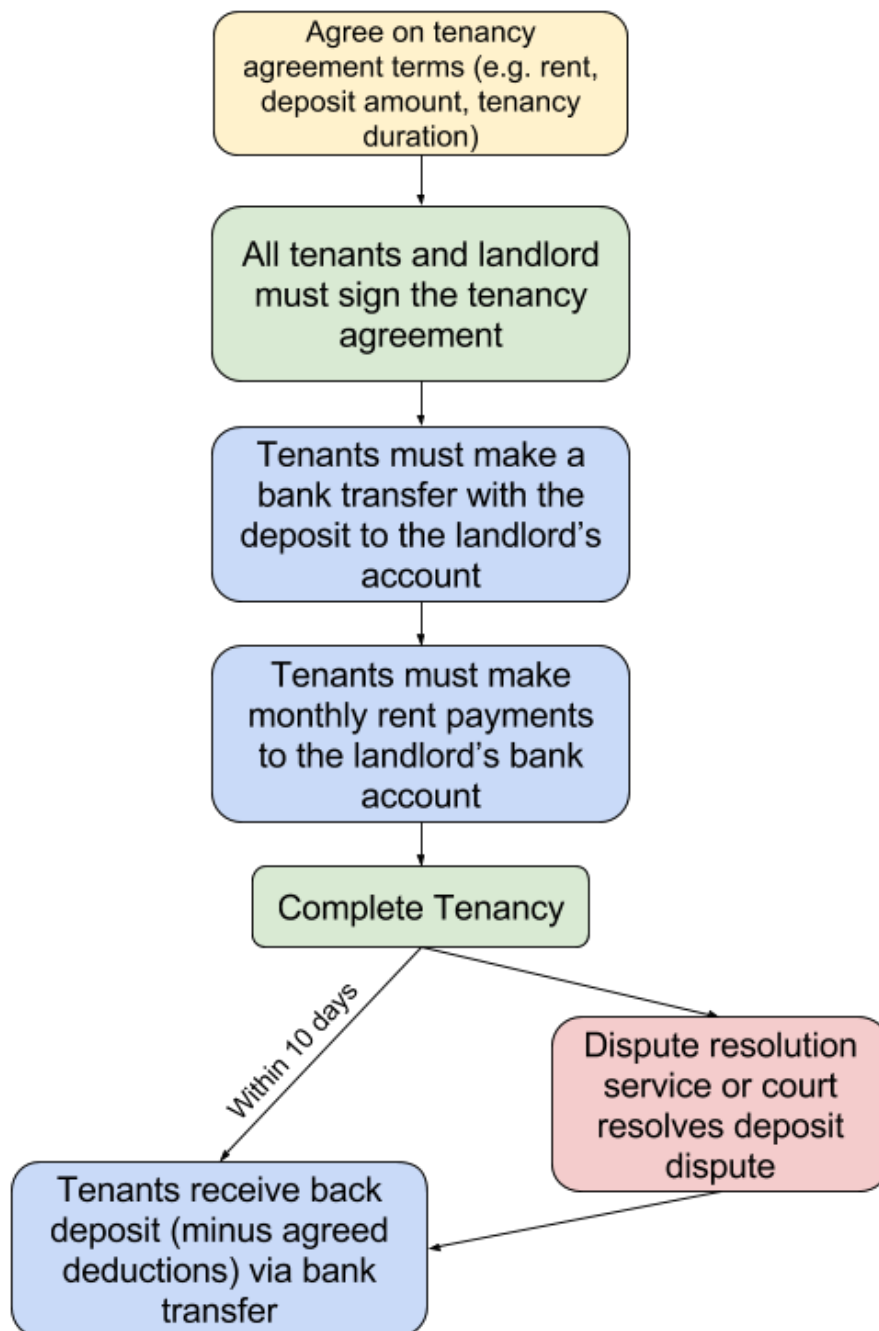 Agree on tenancy
agreement terms (e.g. rent,
deposit amount, tenancy
duration)
All tenants and landlord
must sign the tenancy
agreement
Tenants must make a
bank transfer with the
deposit to the landlord’s
account
Tenants must make
monthly rent payments
to the landlord’s bank
account
Complete Tenancy
Within 10 days
Dispute resolution
service or court
resolves deposit
dispute
Tenants receive back
deposit (minus agreed
deductions) via bank
transfer